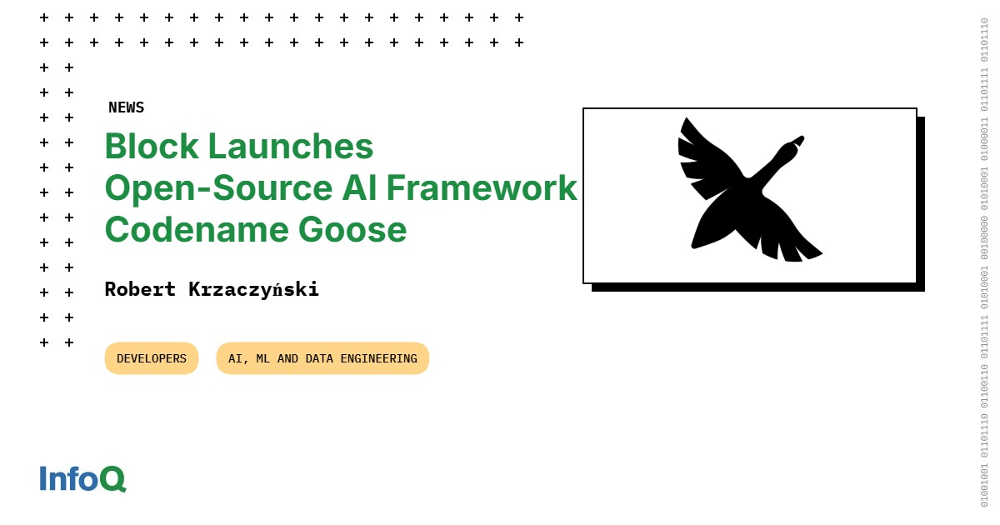 NEWS
Block Launches
Open-Source AI Framework
Codename Goose
Robert Krzaczyński
DEVELOPERS
AI, ML AND DATA ENGINEERING
InfoQ
01001001 01101110 01100110 01101111 01010001 00100000 01010001 01000011 01101111 01101110